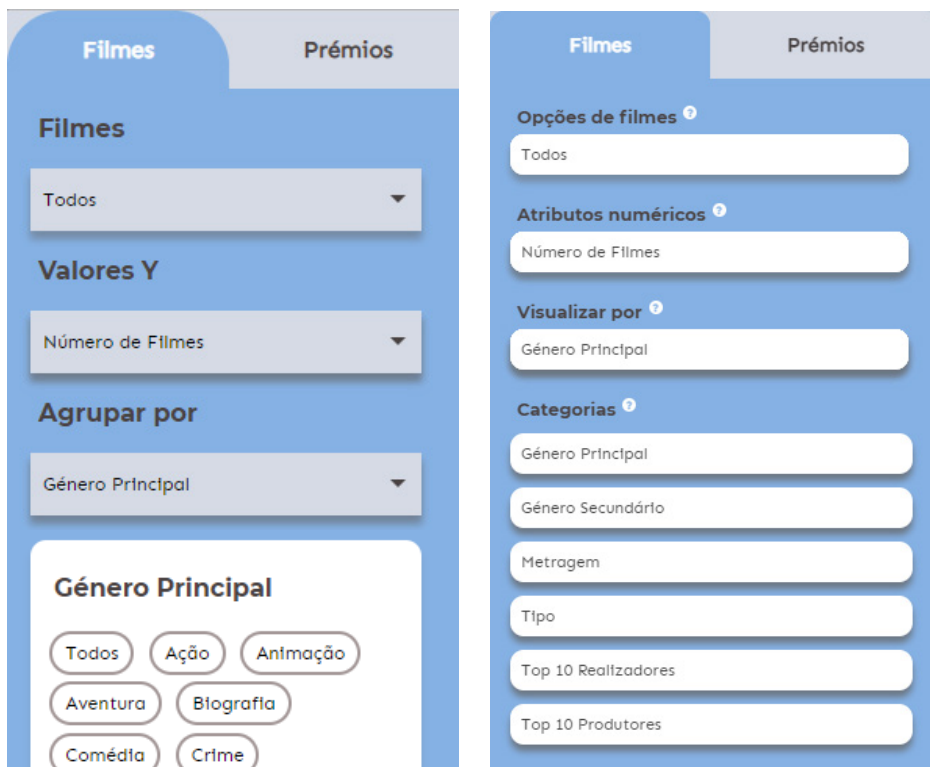 Filmes
Prémios
Filmes
Todos
Valores Y
Número de Filmes
Agrupar por
Género Principal
Género Principal
Todos Ação Animação
Aventura Biografia
Comédia Crime
Filmes
Prémios
Opções de filmes ?
Todos
Atributos numéricos ?
Número de Filmes
Visualizar por ?
Género Principal
Categorias ?
Género Principal
Género Secundário
Metragem
Tipo
Top 10 Realizadores
Top 10 Produtores